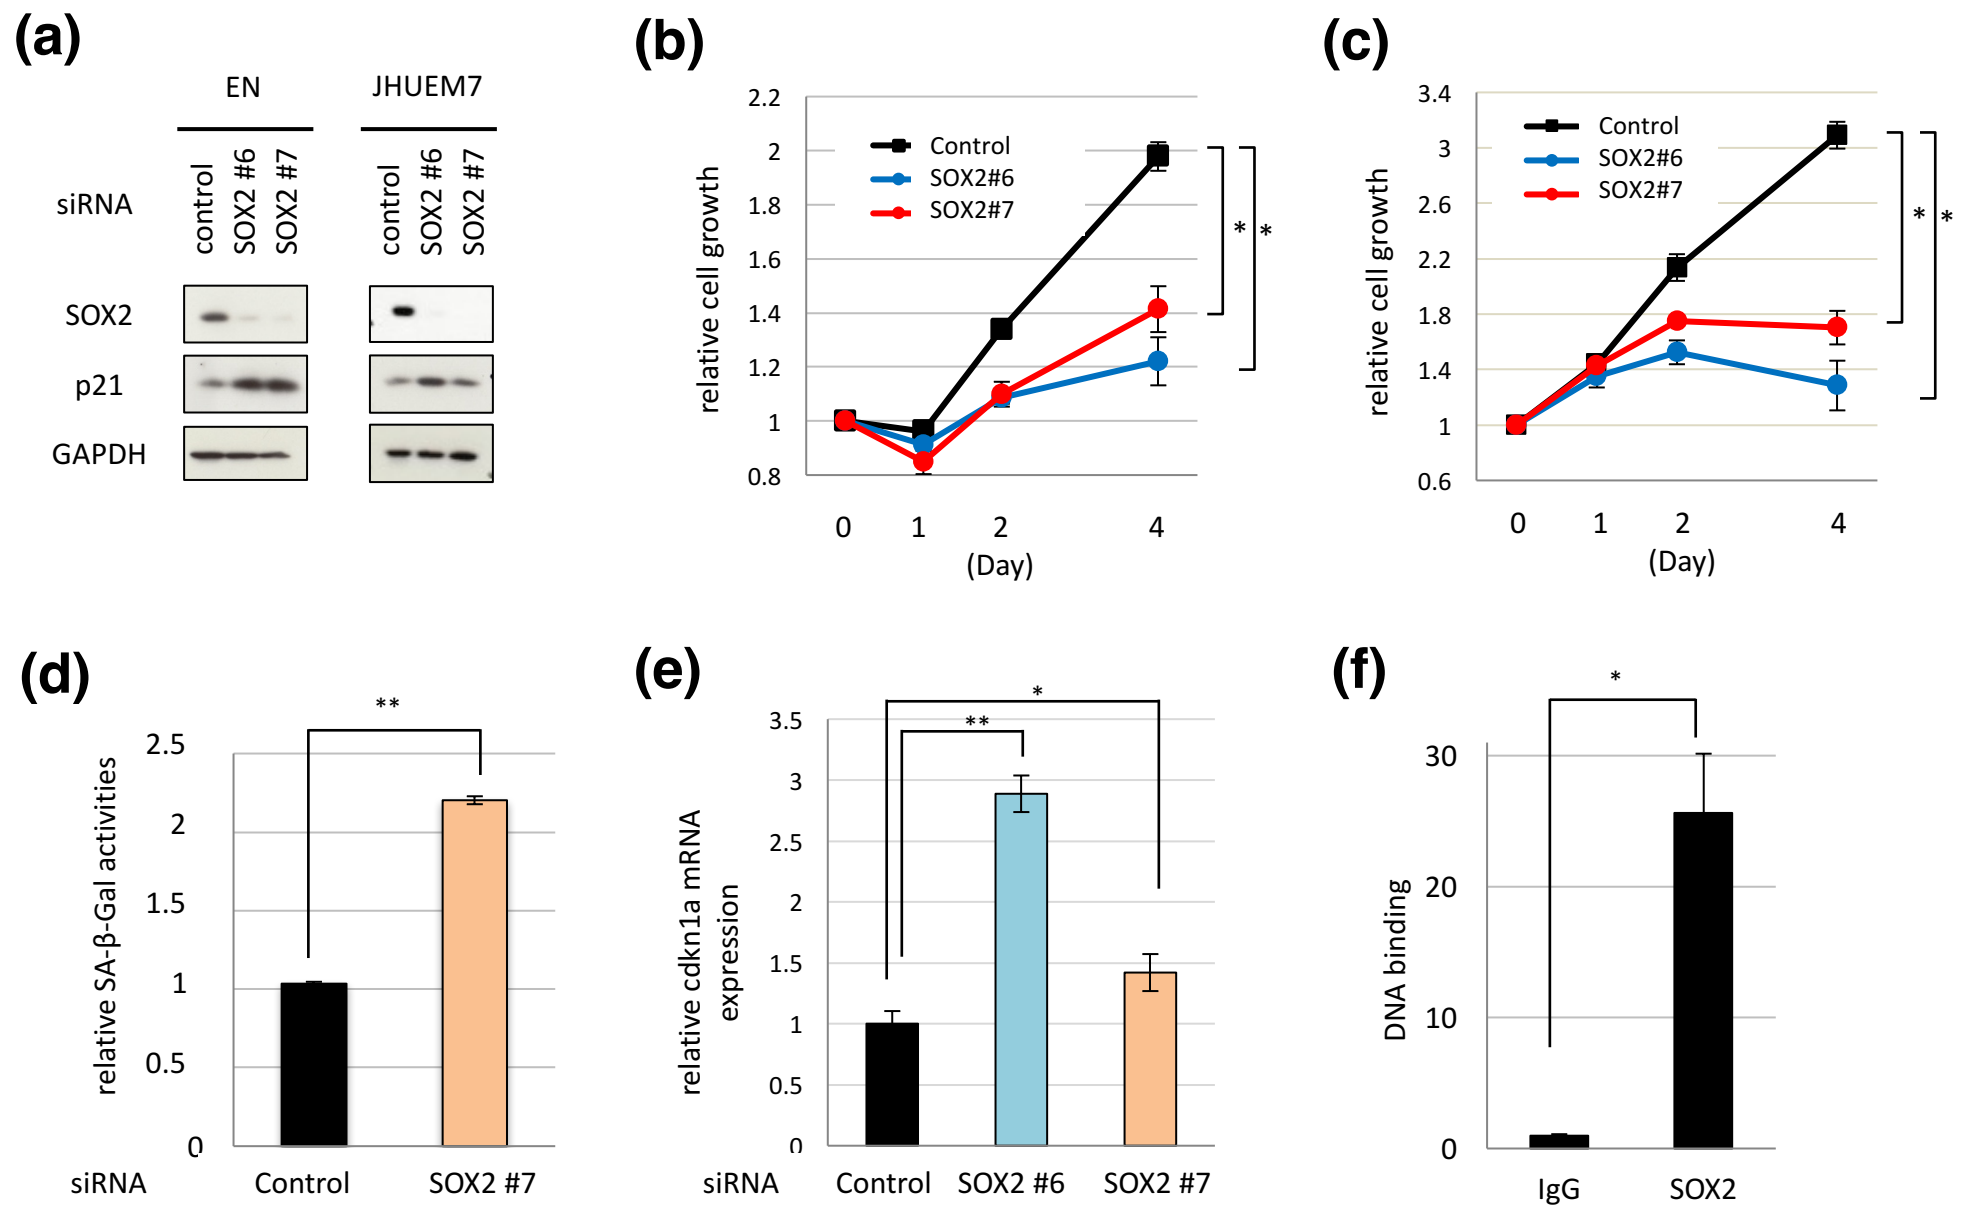 (a)
EN
JHUEM7
siRNA
control
SOX2 #6
SOX2 #7
control
SOX2 #6
SOX2 #7
SOX2
p21
GAPDH
(b)
relative cell growth
2.2
2
1.8
1.6
1.4
1.2
1
0.8
Control
SOX2#6
SOX2#7
* *
0 1 2 4
(Day)
(c)
relative cell growth
3.4
3
2.6
2.2
1.8
1.4
1
0.6
Control
SOX2#6
SOX2#7
* *
0 1 2 4
(Day)
(d)
relative SA-β-Gal activities
**
2.5
2
1.5
1
0.5
0
siRNA Control SOX2 #7
(e)
relative cdkn1a mRNA
expression
*
**
3.5
3
2.5
2
1.5
1
0.5
0
siRNA Control SOX2 #6 SOX2 #7
(f)
DNA binding
*
30
20
10
0
IgG SOX2